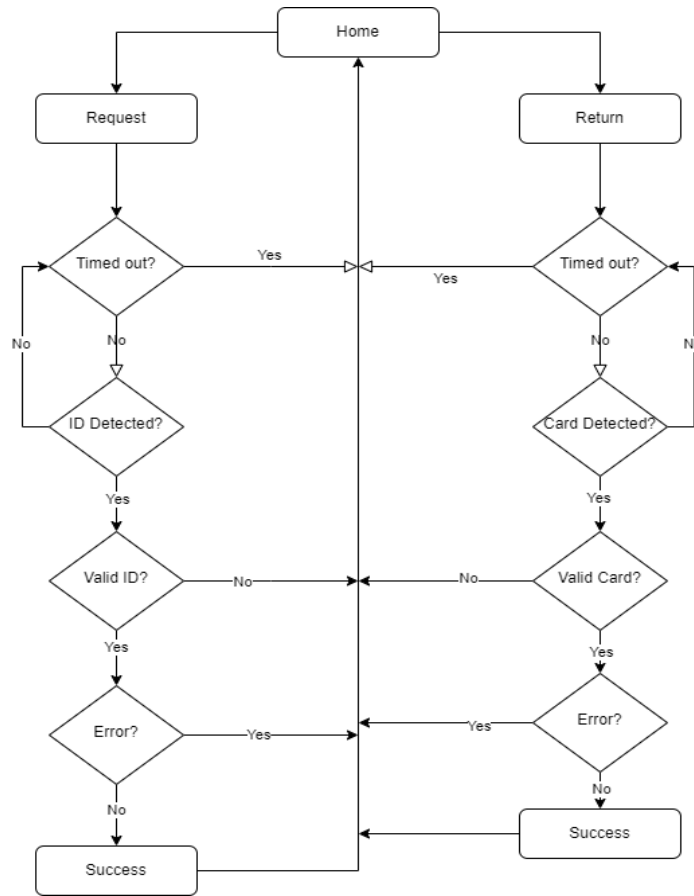 Home
Request
Return
Timed out?
Yes
Timed out?
Yes
No
No
No
No
ID Detected?
Card Detected?
Yes
Yes
Valid ID?
No
No
Valid Card?
Yes
Yes
Error?
Yes
Yes
Error?
No
No
Success
Success